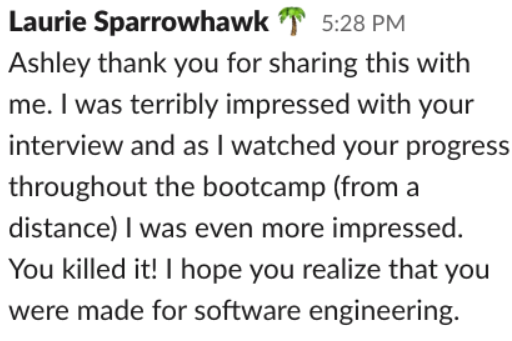 Laurie Sparrowhawk 🌴 5:28 PM
Ashley thank you for sharing this with
me. I was terribly impressed with your
interview and as I watched your progress
throughout the bootcamp (from a
distance) I was even more impressed.
You killed it! I hope you realize that you
were made for software engineering.